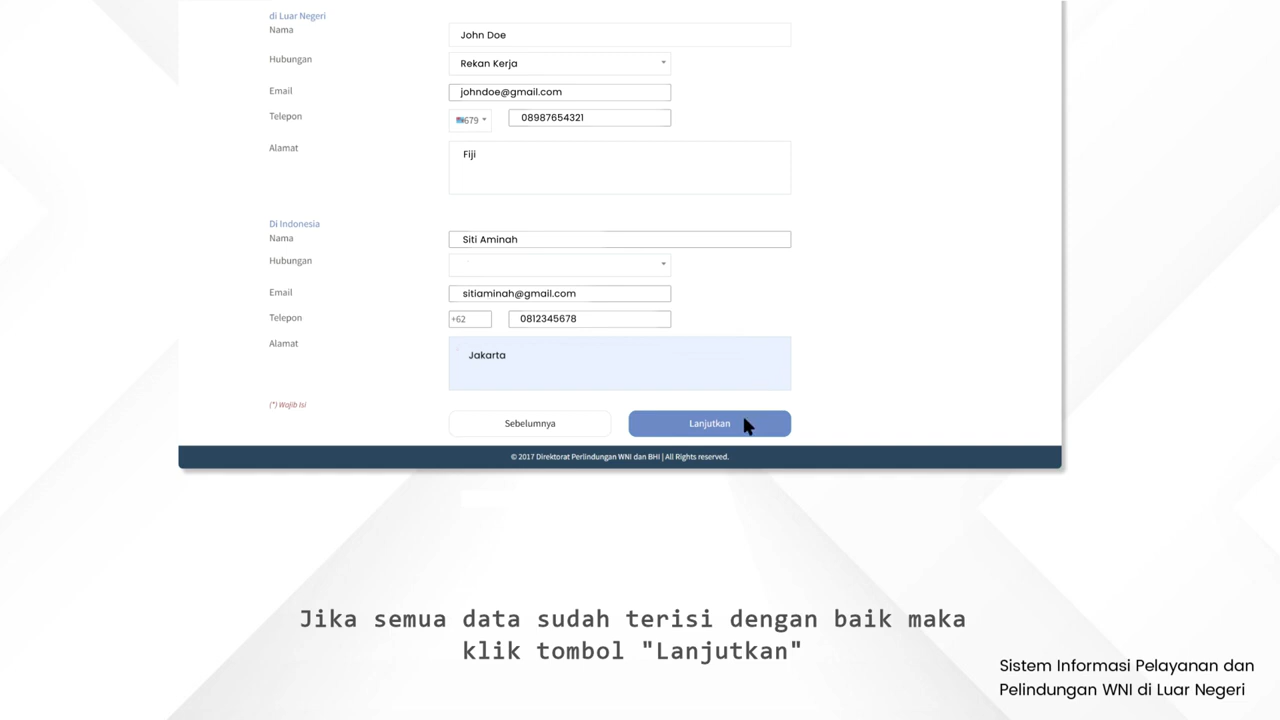 di Luar Negeri
Nama
John Doe
Hubungan
Rekan Kerja
Email
johndoe@gmail.com
Telepon
679
08987654321
Alamat
Fiji
Di Indonesia
Nama
Siti Aminah
Hubungan
Email
sitiaminah@gmail.com
Telepon
+62
0812345678
Alamat
Jakarta
(*) Wajib Isi
Sebelumnya
Lanjutkan
© 2017 Direktorat Perlindungan WNI dan BHI | All Rights reserved.
Jika semua data sudah terisi dengan baik maka
klik tombol "Lanjutkan"
Sistem Informasi Pelayanan dan
Pelindungan WNI di Luar Negeri